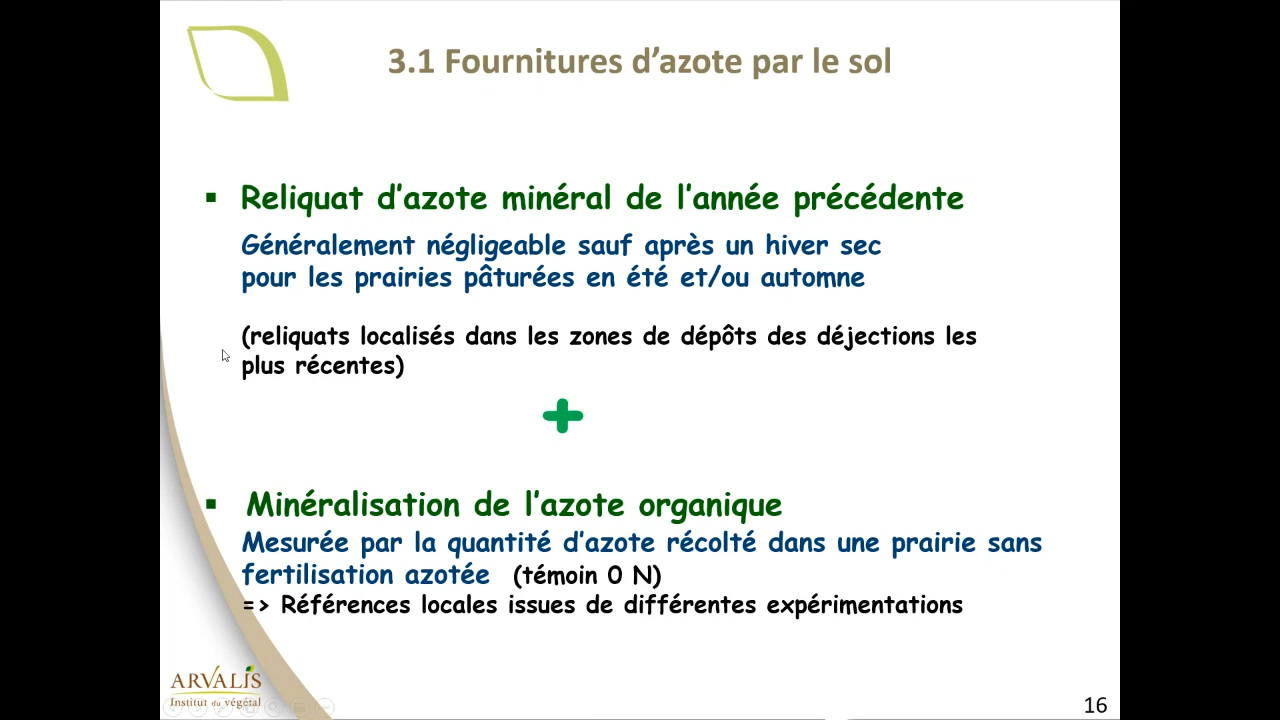 3.1 Fournitures d’azote par le sol
▪ Reliquat d’azote minéral de l’année précédente
Généralement négligeable sauf après un hiver sec
pour les prairies pâturées en été et/ou automne
(reliquats localisés dans les zones de dépôts des déjections les
plus récentes)
+
▪ Minéralisation de l’azote organique
Mesurée par la quantité d’azote récolté dans une prairie sans
fertilisation azotée (témoin 0 N)
=> Références locales issues de différentes expérimentations
ARVALIS
Institut du végétal
16